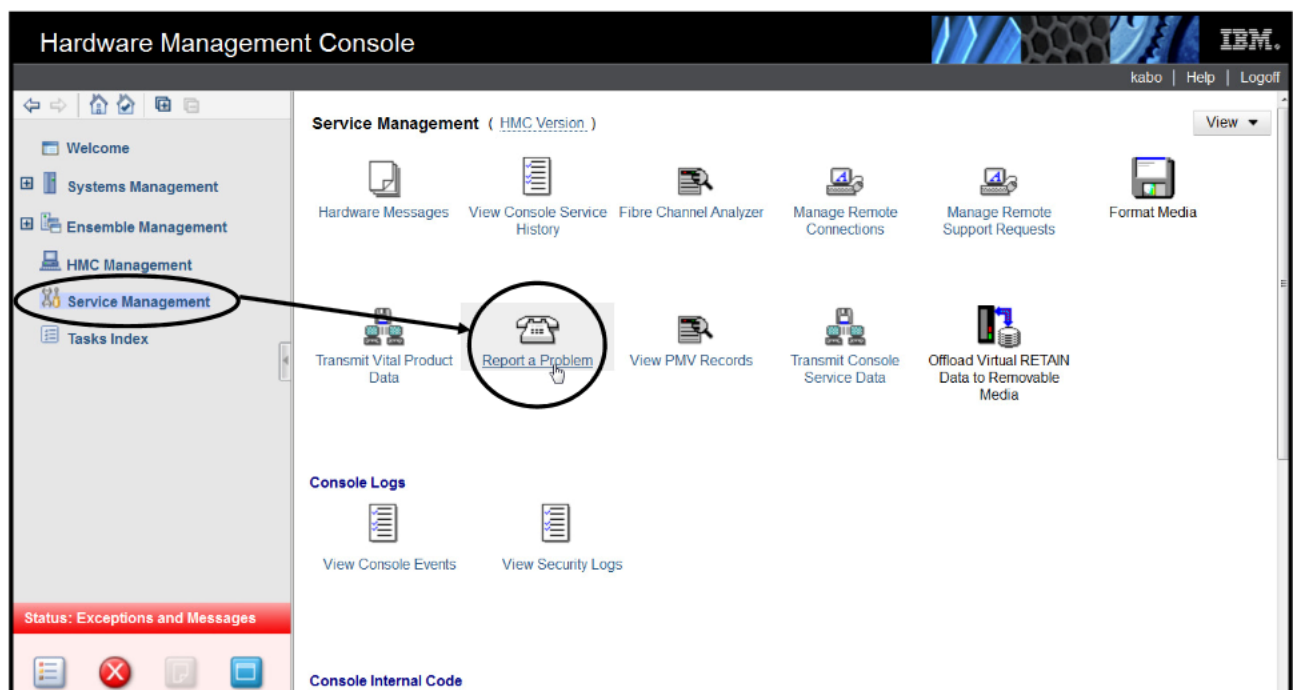 Hardware Management Console
IBM.
kabo | Help | Logoff
Service Management ( HMC Version )
View
Welcome
Systems Management
Ensemble Management
HMC Management
Service Management
Tasks Index
Hardware Messages
View Console Service
History
Fibre Channel Analyzer
Manage Remote
Connections
Manage Remote
Support Requests
Format Media
Transmit Vital Product
Data
Report a Problem
View PMV Records
Transmit Console
Service Data
Offload Virtual RETAIN
Data to Removable
Media
Console Logs
View Console Events
View Security Logs
Status: Exceptions and Messages
Console Internal Code